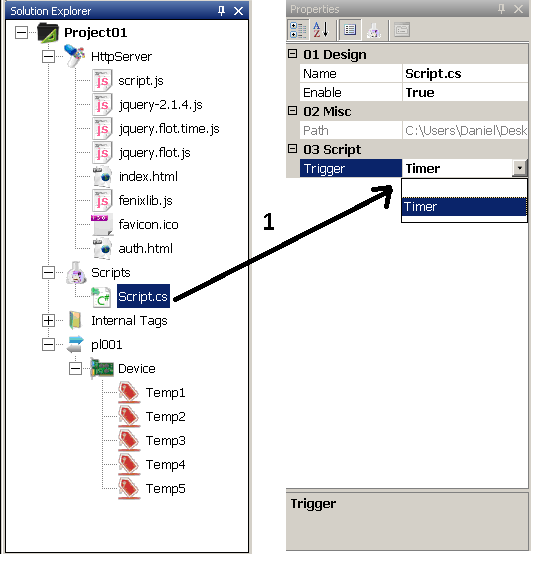 Solution Explorer
Project01
HttpServer
script.js
jquery-2.1.4.js
jquery.flot.time.js
jquery.flot.js
index.html
fenixlib.js
favicon.ico
auth.html
Scripts
Script.cs
Internal Tags
pl001
Device
Temp1
Temp2
Temp3
Temp4
Temp5
1
Properties
01 Design
Name Script.cs
Enable True
02 Misc
Path C:\Users\Daniel\Desk
03 Script
Trigger Timer
Timer
Trigger